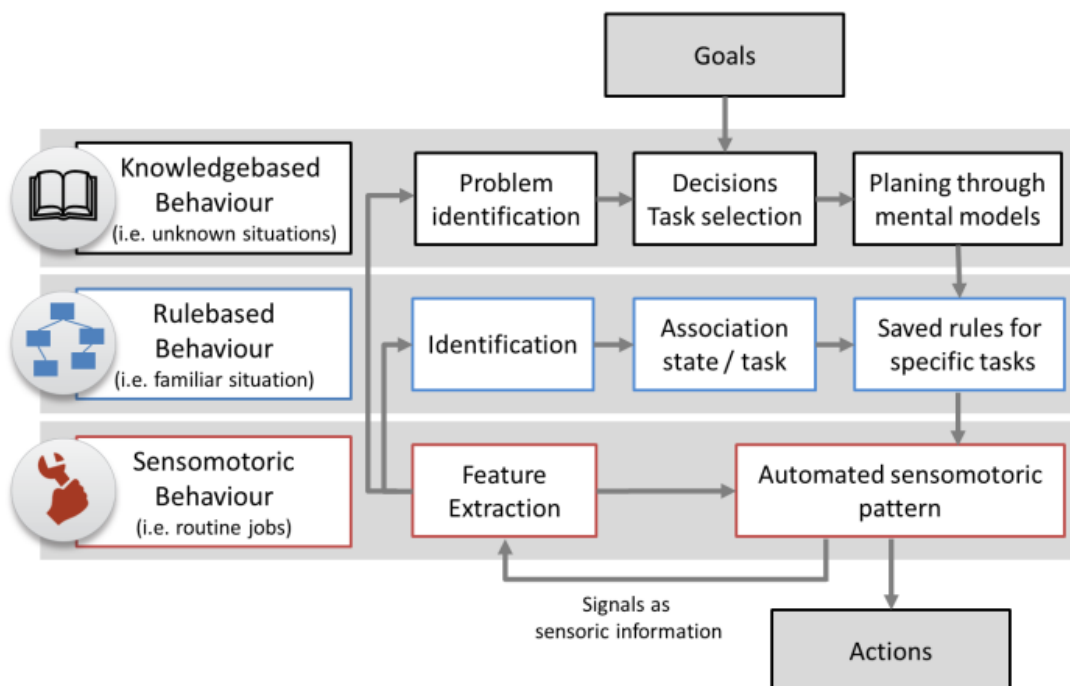 Goals
Knowledgebased
Behaviour
(i.e. unknown situations)
Problem
identification
Decisions
Task selection
Planing through
mental models
Rulebased
Behaviour
(i.e. familiar situation)
Identification
Association
state / task
Saved rules for
specific tasks
Sensomotoric
Behaviour
(i.e. routine jobs)
Feature
Extraction
Automated sensomotoric
pattern
Signals as
sensoric information
Actions